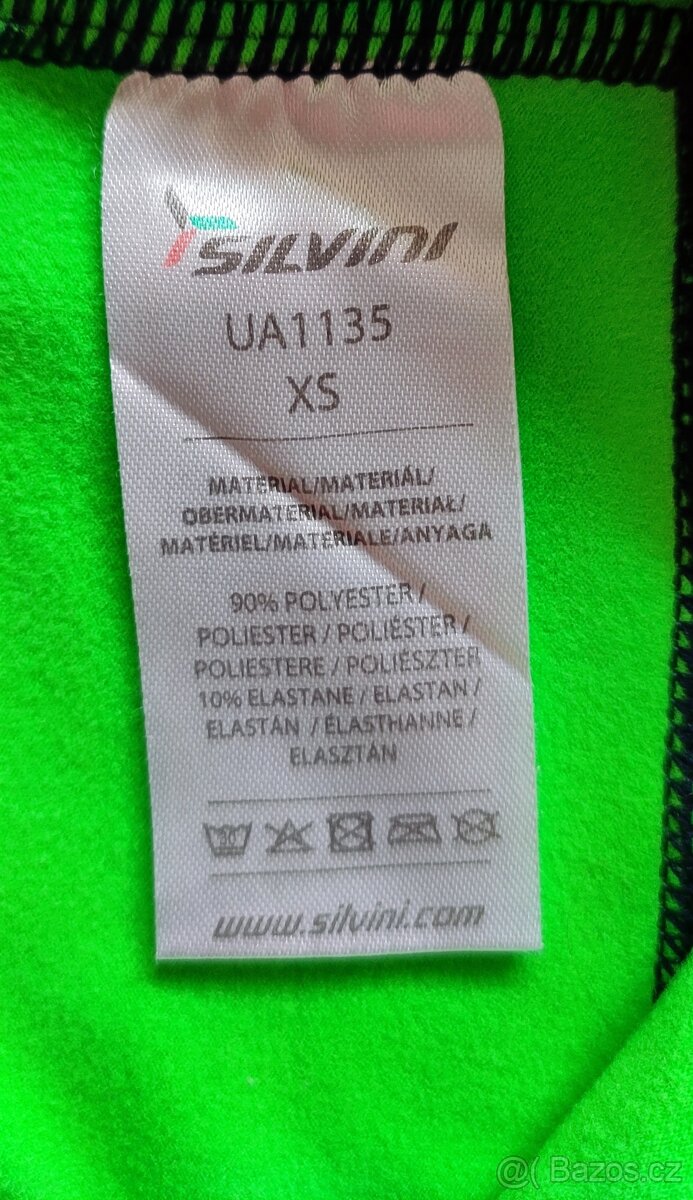 SILVINI
UA1135
XS
MATERIAL/MATERIÁL/
OBERMATERIAL/MATERIAŁ/
MATÉRIEL/MATERIALE/ANYAGA
90% POLYESTER /
POLIESTER / POLIÉSTER /
POLIESTERE / POLIÉSZTER
10% ELASTANE / ELASTAN /
ELASTÁN / ÉLASTHANNE /
ELASZTÁN
30
www.silvini.com
@( Bazos.cz